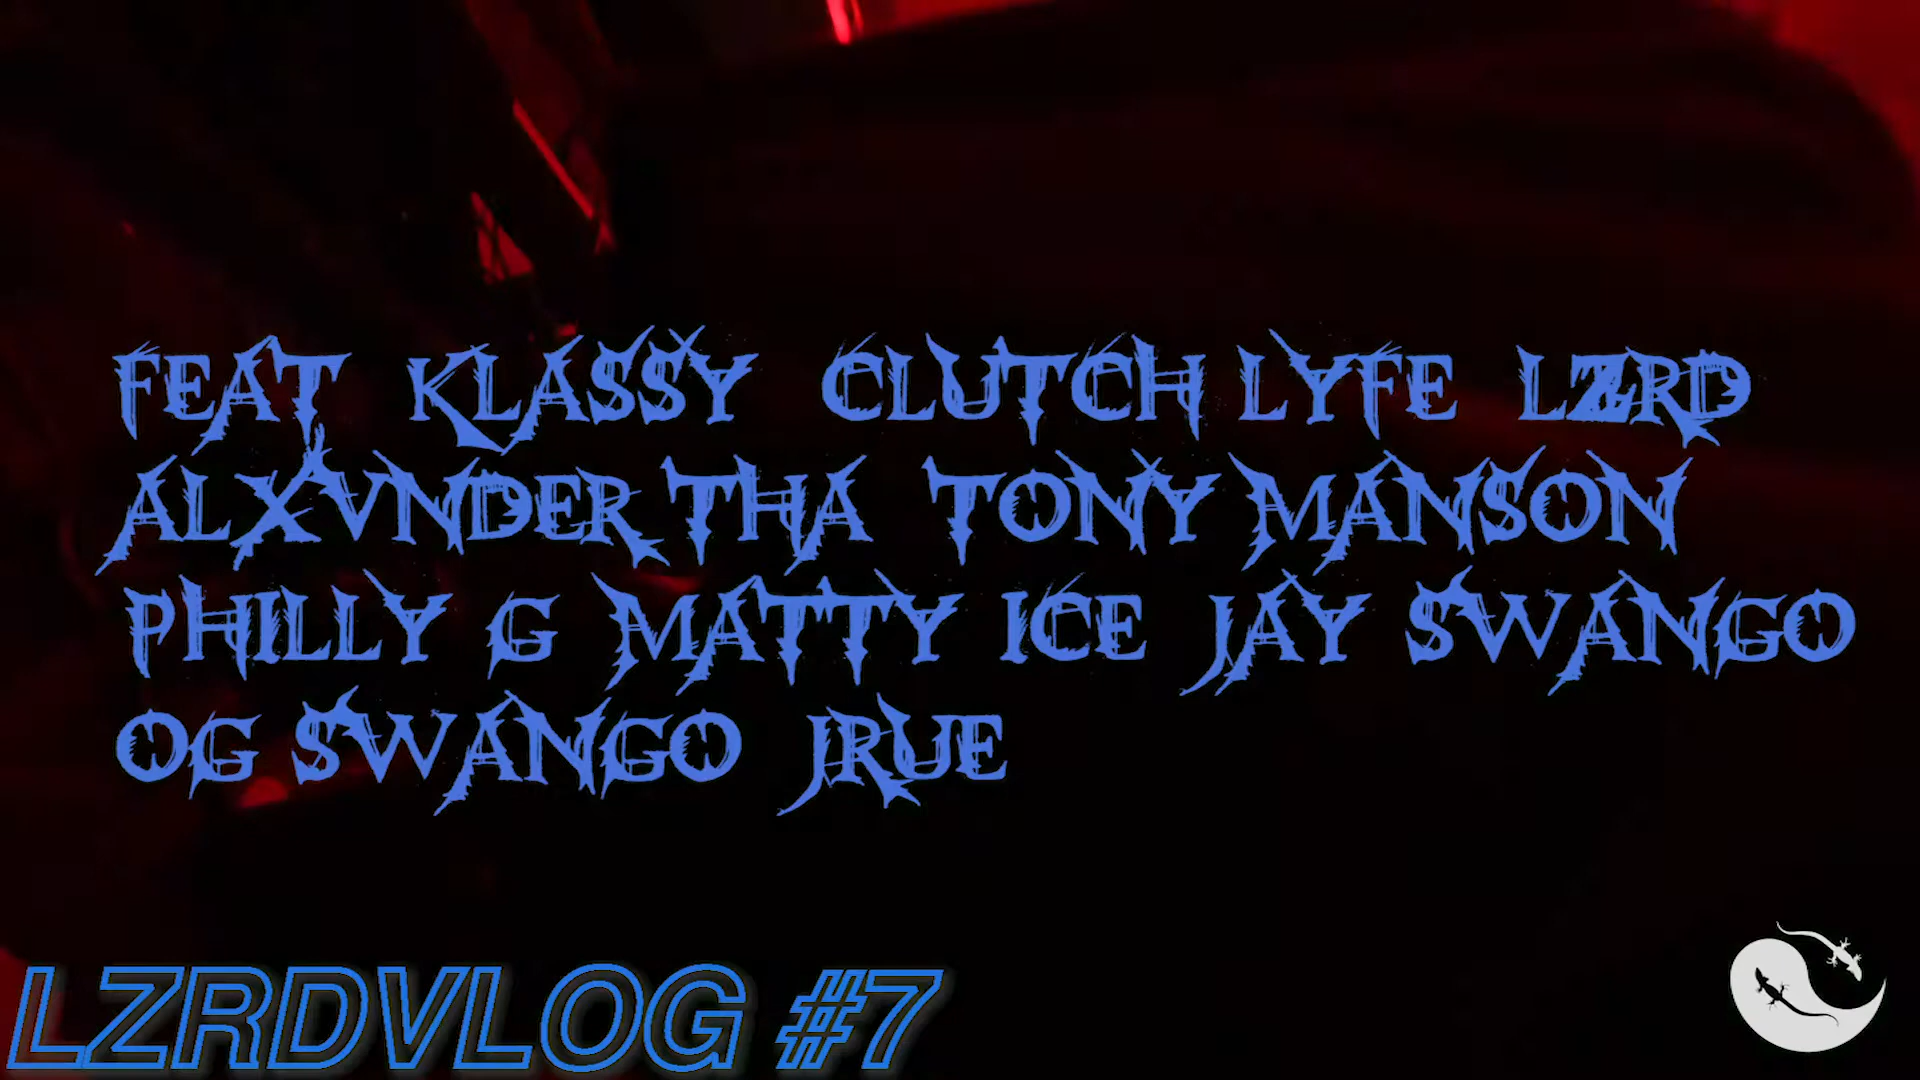 FEAT KLASSY CLUTCH LYFE LZRD
ALXVNDER THA TONY MANSON
PHILLY G MATTY ICE JAY SWANGO
OG SWANGO JRUE
LZRDVLOG #7